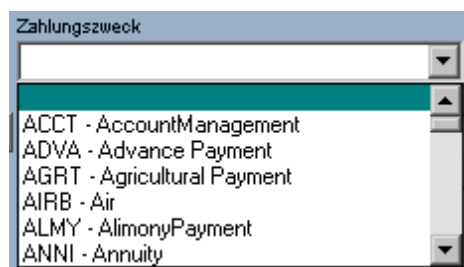 Zahlungszweck
ACCT - AccountManagement
ADVA - Advance Payment
AGRT - Agricultural Payment
AIRB - Air
ALMY - AlimonyPayment
ANNI - Annuity